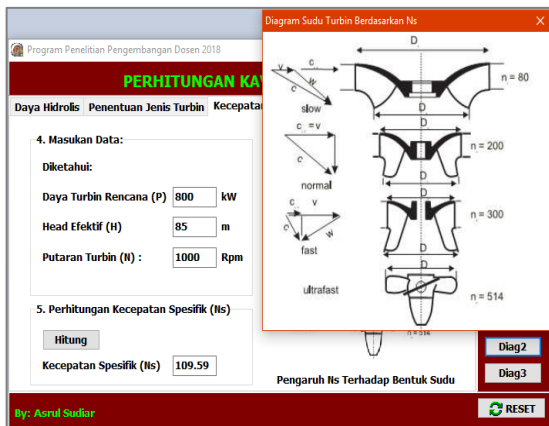 Program Penelitian Pengembangan Dosen 2018
PERHITUNGAN KAY
Daya Hidrolis Penentuan Jenis Turbin Kecepata
4. Masukan Data:
Diketahui:
Daya Turbin Rencana (P) 800 kW
Head Efektif (H) 85 m
Putaran Turbin (N) : 1000 Rpm
5. Perhitungan Kecepatan Spesifik (Ns)
Hitung
Kecepatan Spesifik (Ns) 109.59
Diagram Sudu Turbin Berdasarkan Ns
slow
normal
fast
ultrafast
D
D
n = 80
D
D
n = 200
D
D
n = 300
D
n = 514
Pengaruh Ns Terhadap Bentuk Sudu
Diag2
Diag3
By: Asrul Sudiar
RESET